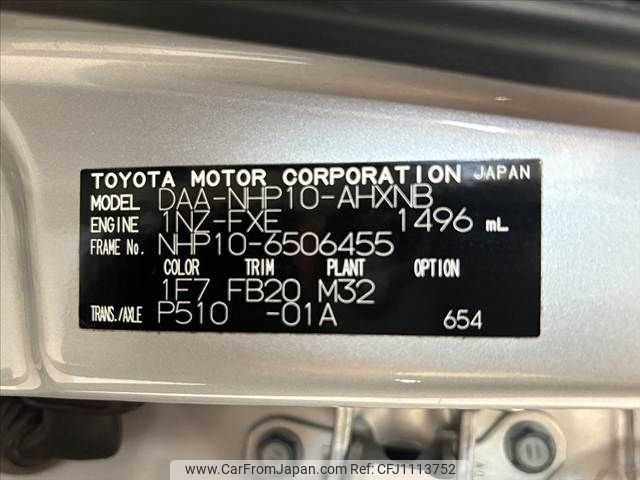 TOYOTA MOTOR CORPORATION JAPAN
MODEL DAA-NHP10-AHXNB
ENGINE 1NZ-FXE 1496 mL
FRAME No. NHP10-6506455
COLOR TRIM PLANT OPTION
1F7 FB20 M32
TRANS./AXLE P510 -01A 654
www.CarFromJapan.com | Ref:CFJ1113752